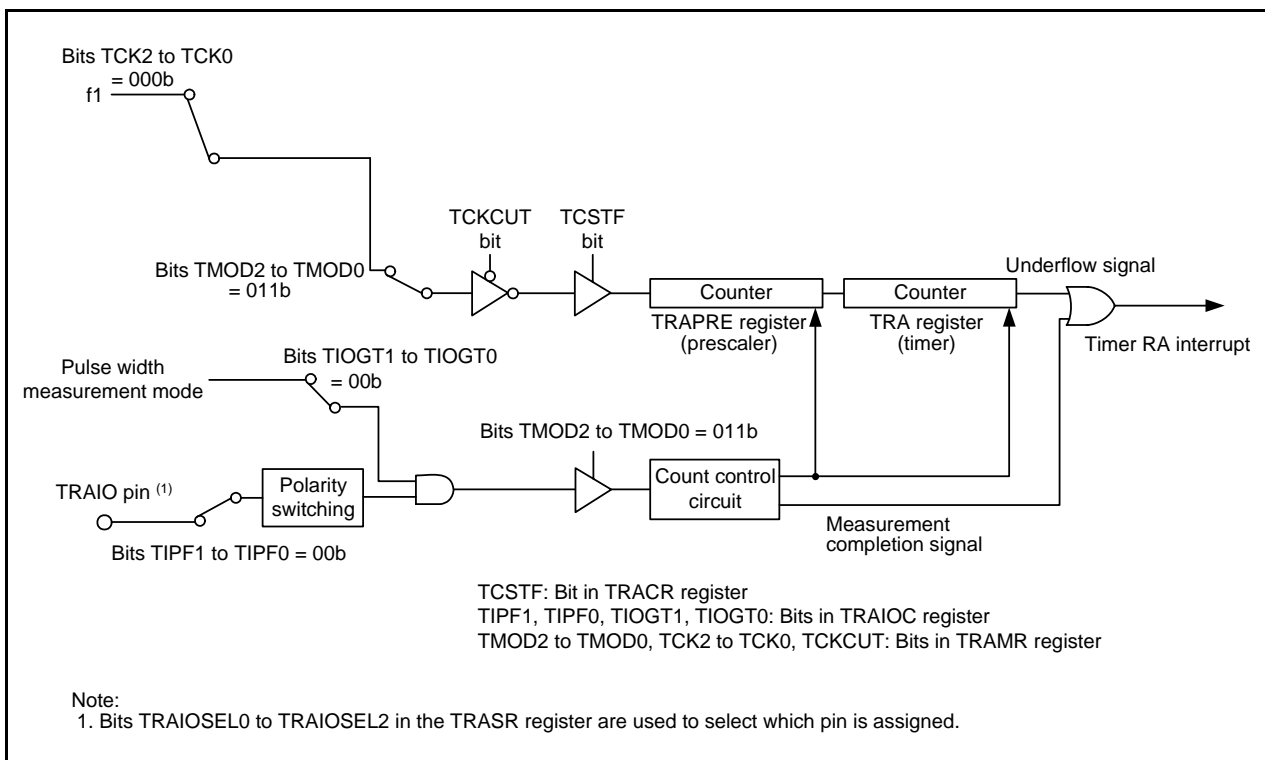 Bits TCK2 to TCK0
= 000b
f1
TCKCUT
bit
TCSTF
bit
Bits TMOD2 to TMOD0
= 011b
Counter
TRAPRE register
(prescaler)
Counter
TRA register
(timer)
Underflow signal
Timer RA interrupt
Pulse width
measurement mode
Bits TIOGT1 to TIOGT0
= 00b
Bits TMOD2 to TMOD0 = 011b
TRAIO pin (1)
Polarity
switching
Count control
circuit
Bits TIPF1 to TIPF0 = 00b
Measurement
completion signal
TCSTF: Bit in TRACR register
TIPF1, TIPF0, TIOGT1, TIOGT0: Bits in TRAIOC register
TMOD2 to TMOD0, TCK2 to TCK0, TCKCUT: Bits in TRAMR register
Note:
1. Bits TRAIOSEL0 to TRAIOSEL2 in the TRASR register are used to select which pin is assigned.